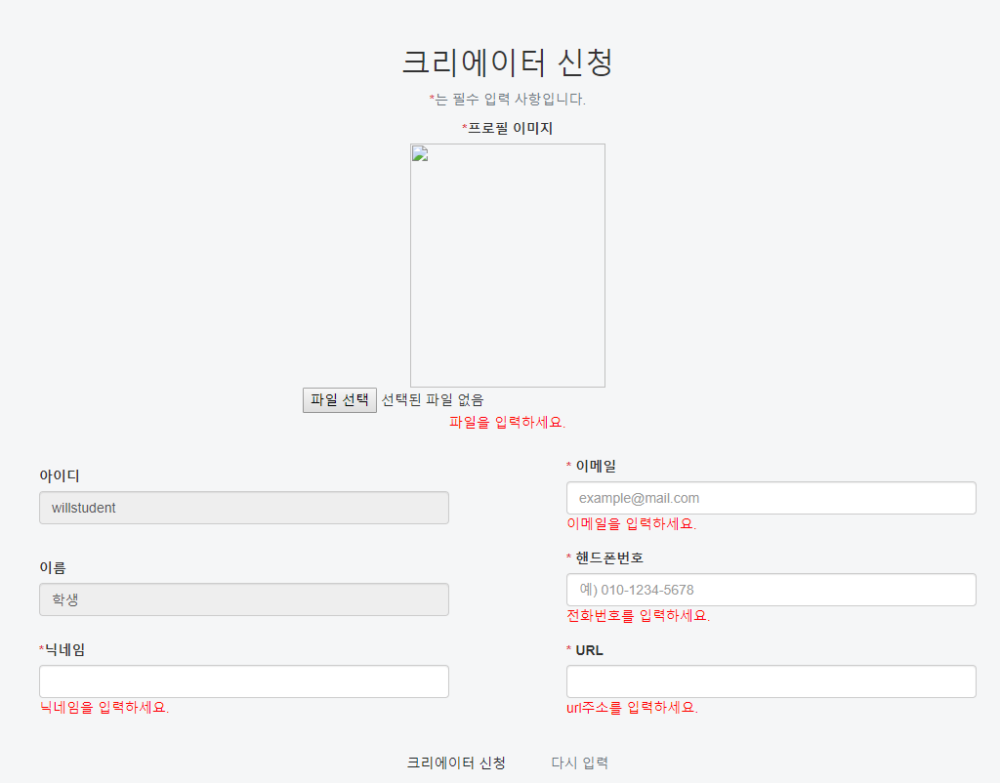 크리에이터 신청
*는 필수 입력 사항입니다.
*프로필 이미지
파일 선택 선택된 파일 없음
파일을 입력하세요.
아이디
willstudent
이름
학생
*닉네임
닉네임을 입력하세요.
* 이메일
example@mail.com
이메일을 입력하세요.
* 핸드폰번호
예) 010-1234-5678
전화번호를 입력하세요.
* URL
url주소를 입력하세요.
크리에이터 신청 다시 입력